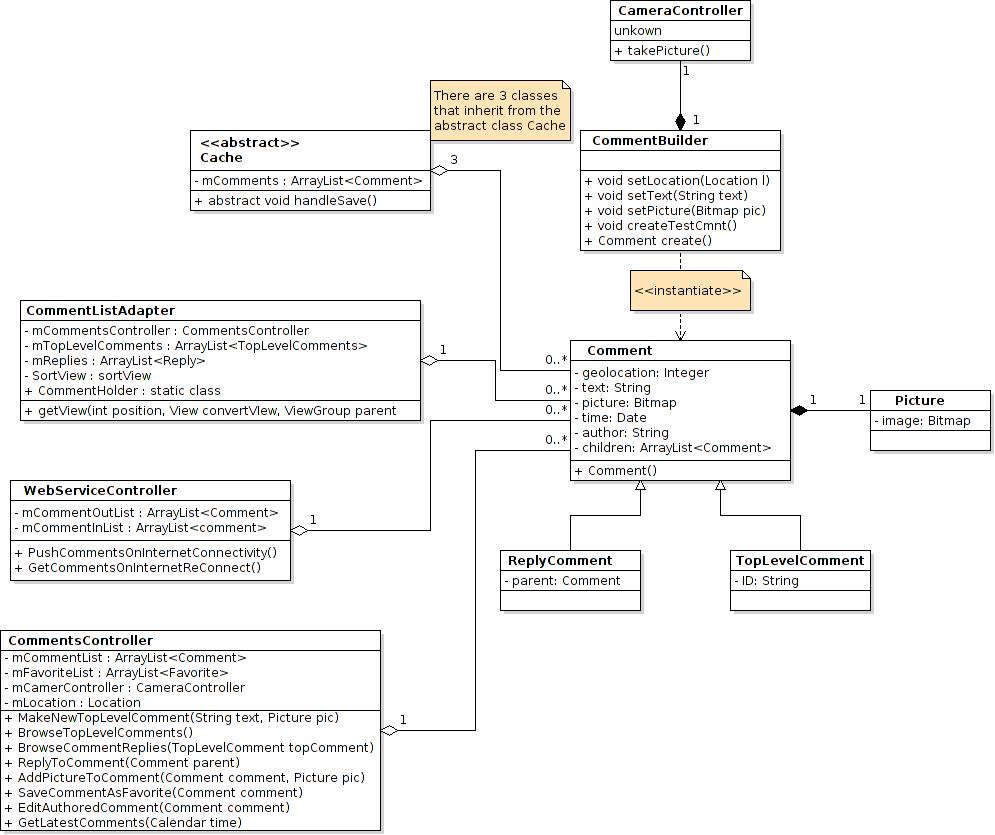 CameraController
unkown
+ takePicture()
1
1
There are 3 classes
that inherit from the
abstract class Cache
<<abstract>>
Cache
- mComments : ArrayList<Comment>
+ abstract void handleSave()
3
CommentBuilder
+ void setLocation(Location l)
+ void setText(String text)
+ void setPicture(Bitmap pic)
+ void createTestCmnt()
+ Comment create()
<<instantiate>>
CommentListAdapter
- mCommentsController : CommentsController
- mTopLevelComments : ArrayList<TopLevelComments>
- mReplies : ArrayList<Reply>
- SortView : sortView
+ CommentHolder : static class
+ getView(int position, View convertVIew, ViewGroup parent
1
0..*
0..*
0..*
0..*
Comment
- geolocation: Integer
- text: String
- picture: Bitmap
- time: Date
- author: String
- children: ArrayList<Comment>
+ Comment()
1
1
Picture
- image: Bitmap
WebServiceController
- mCommentOutList : ArrayList<Comment>
- mCommentInList : ArrayList<comment>
+ PushCommentsOnInternetConnectivity()
+ GetCommentsOnInternetReConnect()
1
ReplyComment
- parent: Comment
TopLevelComment
- ID: String
CommentsController
- mCommentList : ArrayList<Comment>
- mFavoriteList : ArrayList<Favorite>
- mCamerController : CameraController
- mLocation : Location
+ MakeNewTopLevelComment(String text, Picture pic)
+ BrowseTopLevelComments()
+ BrowseCommentReplies(TopLevelComment topComment)
+ ReplyToComment(Comment parent)
+ AddPictureToComment(Comment comment, Picture pic)
+ SaveCommentAsFavorite(Comment comment)
+ EditAuthoredComment(Comment comment)
+ GetLatestComments(Calendar time)
1